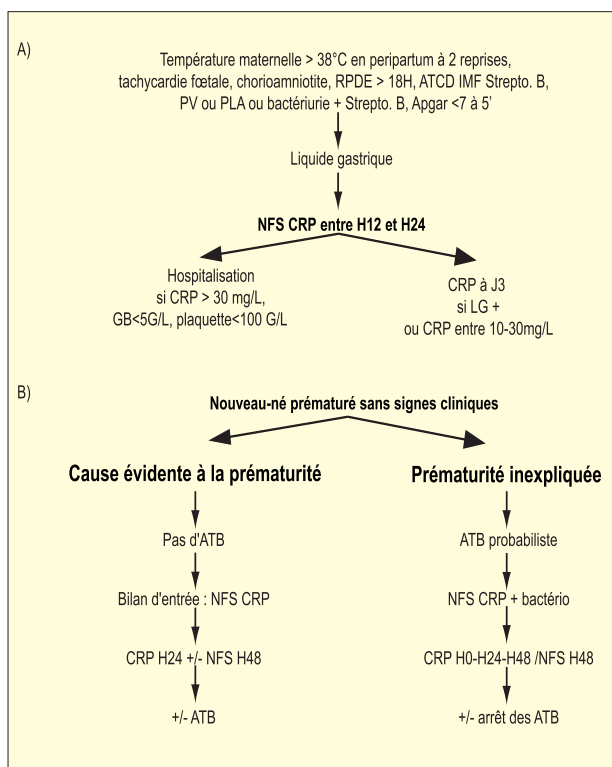 A)
Température maternelle > 38°C en peripartum à 2 reprises,
tachycardie fœtale, chorioamniotite, RPDE > 18H, ATCD IMF Strepto. B,
PV ou PLA ou bactériurie + Strepto. B, Apgar <7 à 5'
Liquide gastrique
NFS CRP entre H12 et H24
Hospitalisation
si CRP > 30 mg/L,
GB<5G/L, plaquette<100 G/L
CRP à J3
si LG +
ou CRP entre 10-30mg/L
B)
Nouveau-né prématuré sans signes cliniques
Cause évidente à la prématurité
Prématurité inexpliquée
Pas d'ATB
ATB probabiliste
Bilan d'entrée : NFS CRP
NFS CRP + bactério
CRP H24 +/- NFS H48
CRP H0-H24-H48 /NFS H48
+/- ATB
+/- arrêt des ATB